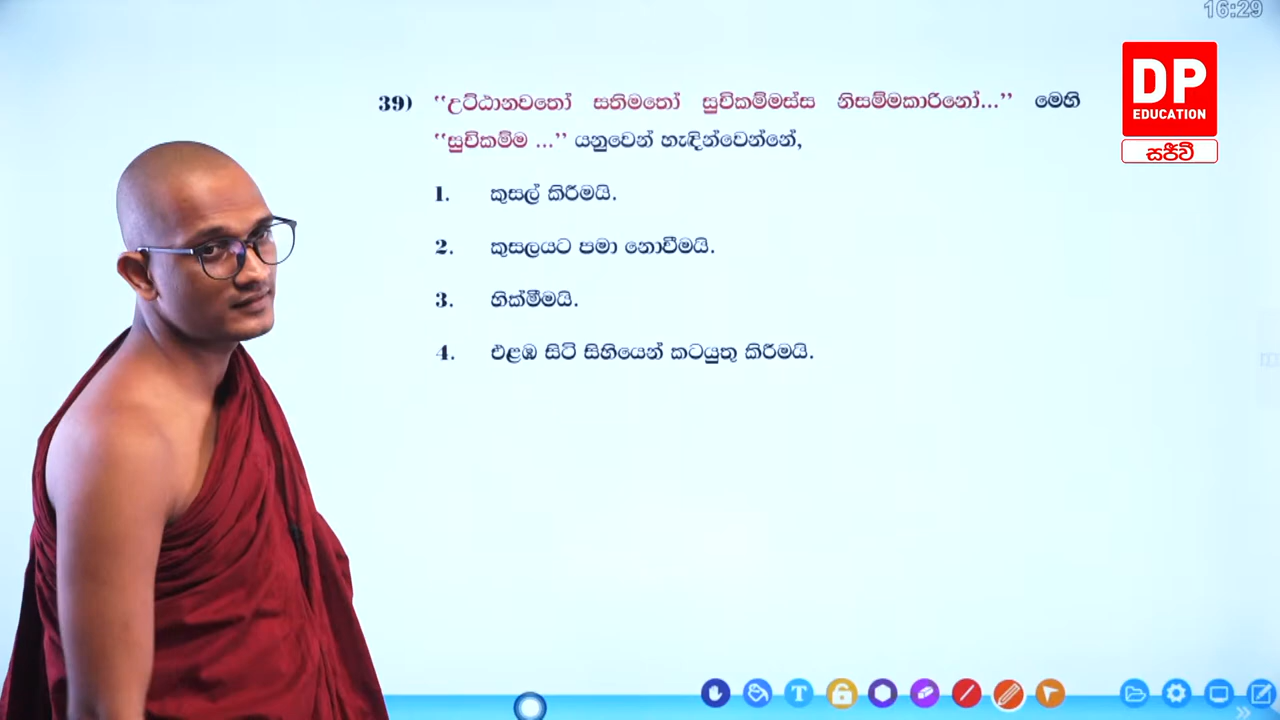 16:29
DP
EDUCATION
සජීවී
39) “උට්ඨානවතෝ සතිමතෝ සුචිකම්මස්ස නිසම්මකාරිනෝ...” මෙහි
“සුචිකම්ම ...” යනුවෙන් හැඳින්වෙන්නේ,
1. කුසල් කිරීමයි.
2. කුසලයට පමා නොවීමයි.
3. හික්මීමයි.
4. එළඹ සිටි සිහියෙන් කටයුතු කිරීමයි.